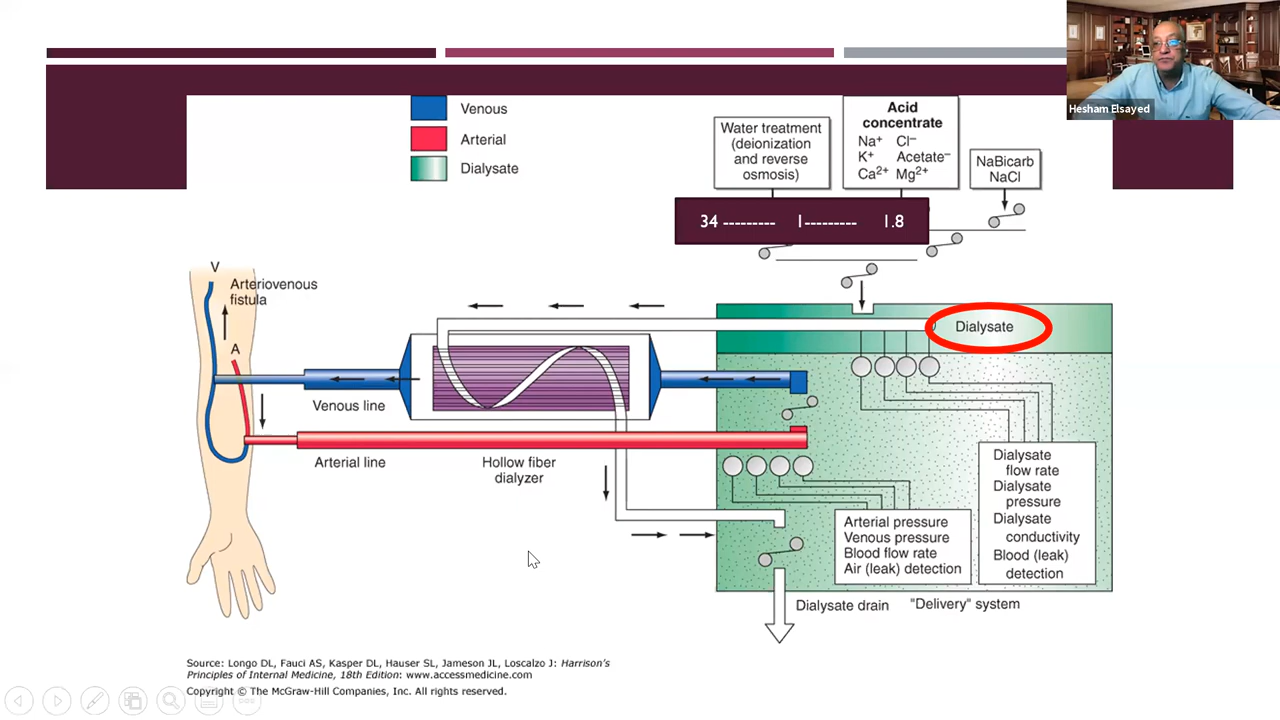 Hesham Elsayed
Venous
Arterial
Dialysate
Water treatment
(deionization
and reverse
osmosis)
Acid
concentrate
Na⁺ Cl⁻
K⁺ Acetate⁻
Ca²⁺ Mg²⁺
NaBicarb
NaCl
34 --------- 1--------- 1.8
V
Arteriovenous
fistula
A
Dialysate
Venous line
Arterial line
Hollow fiber
dialyzer
Dialysate
flow rate
Dialysate
pressure
Dialysate
conductivity
Blood (leak)
detection
Arterial pressure
Venous pressure
Blood flow rate
Air (leak) detection
Dialysate drain
"Delivery" system
Source: Longo DL, Fauci AS, Kasper DL, Hauser SL, Jameson JL, Loscalzo J: Harrison's
Principles of Internal Medicine, 18th Edition: www.accessmedicine.com
Copyright © The McGraw-Hill Companies, Inc. All rights reserved.